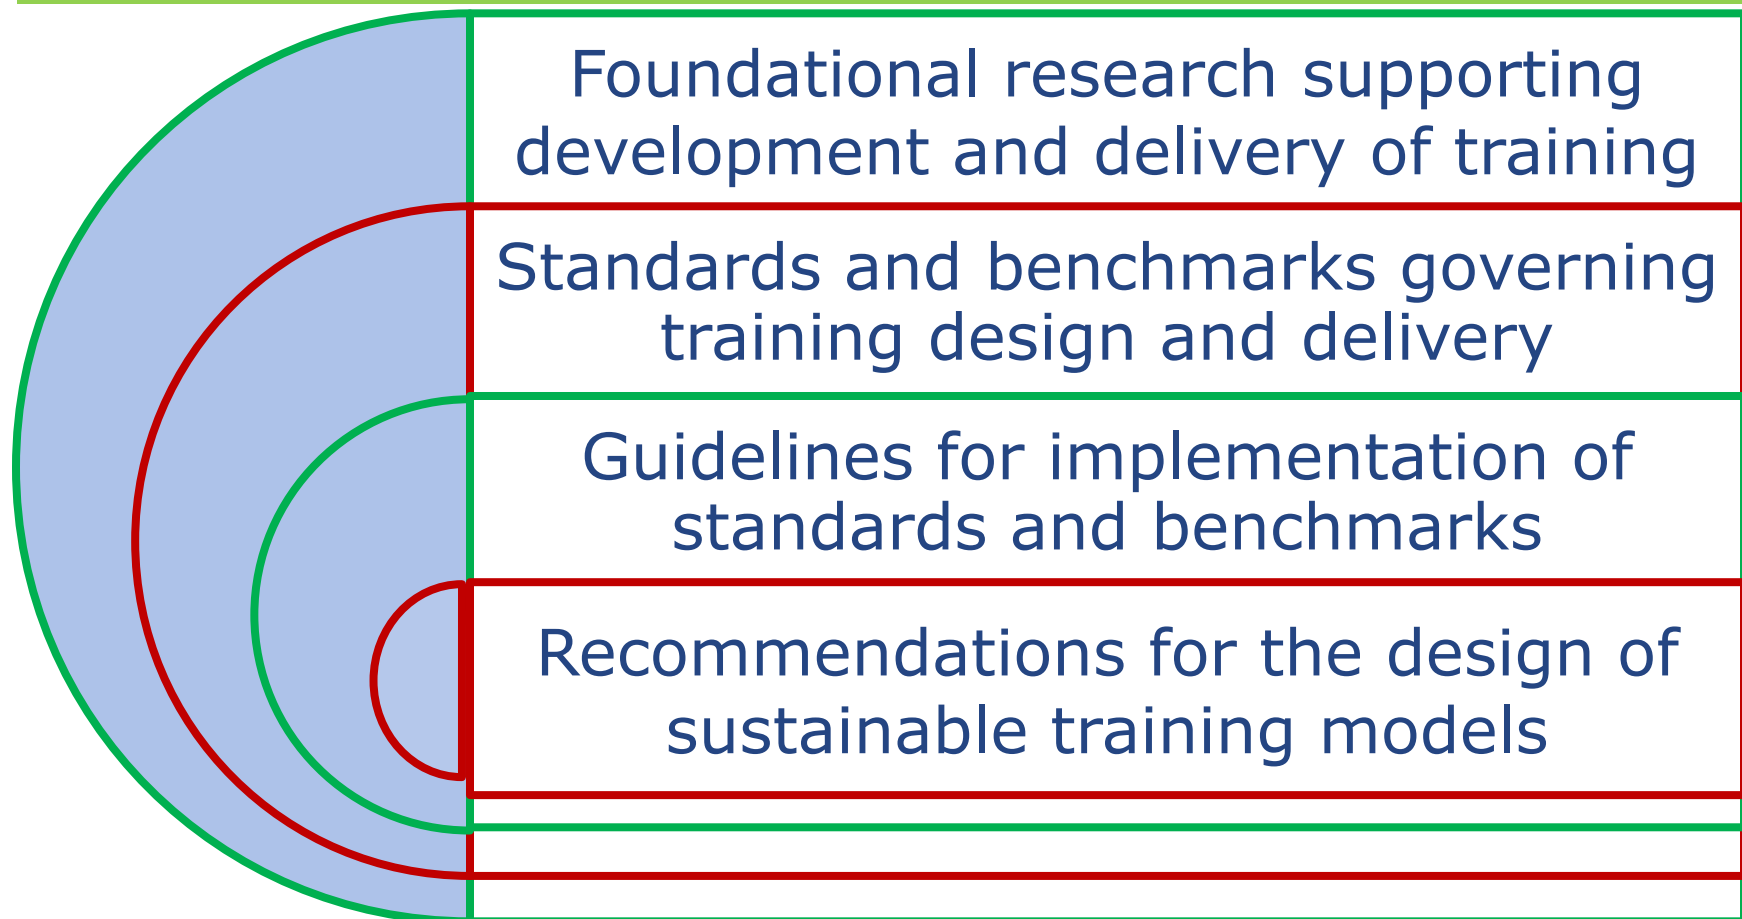 Foundational research supporting
development and delivery of training
Standards and benchmarks governing
training design and delivery
Guidelines for implementation of
standards and benchmarks
Recommendations for the design of
sustainable training models